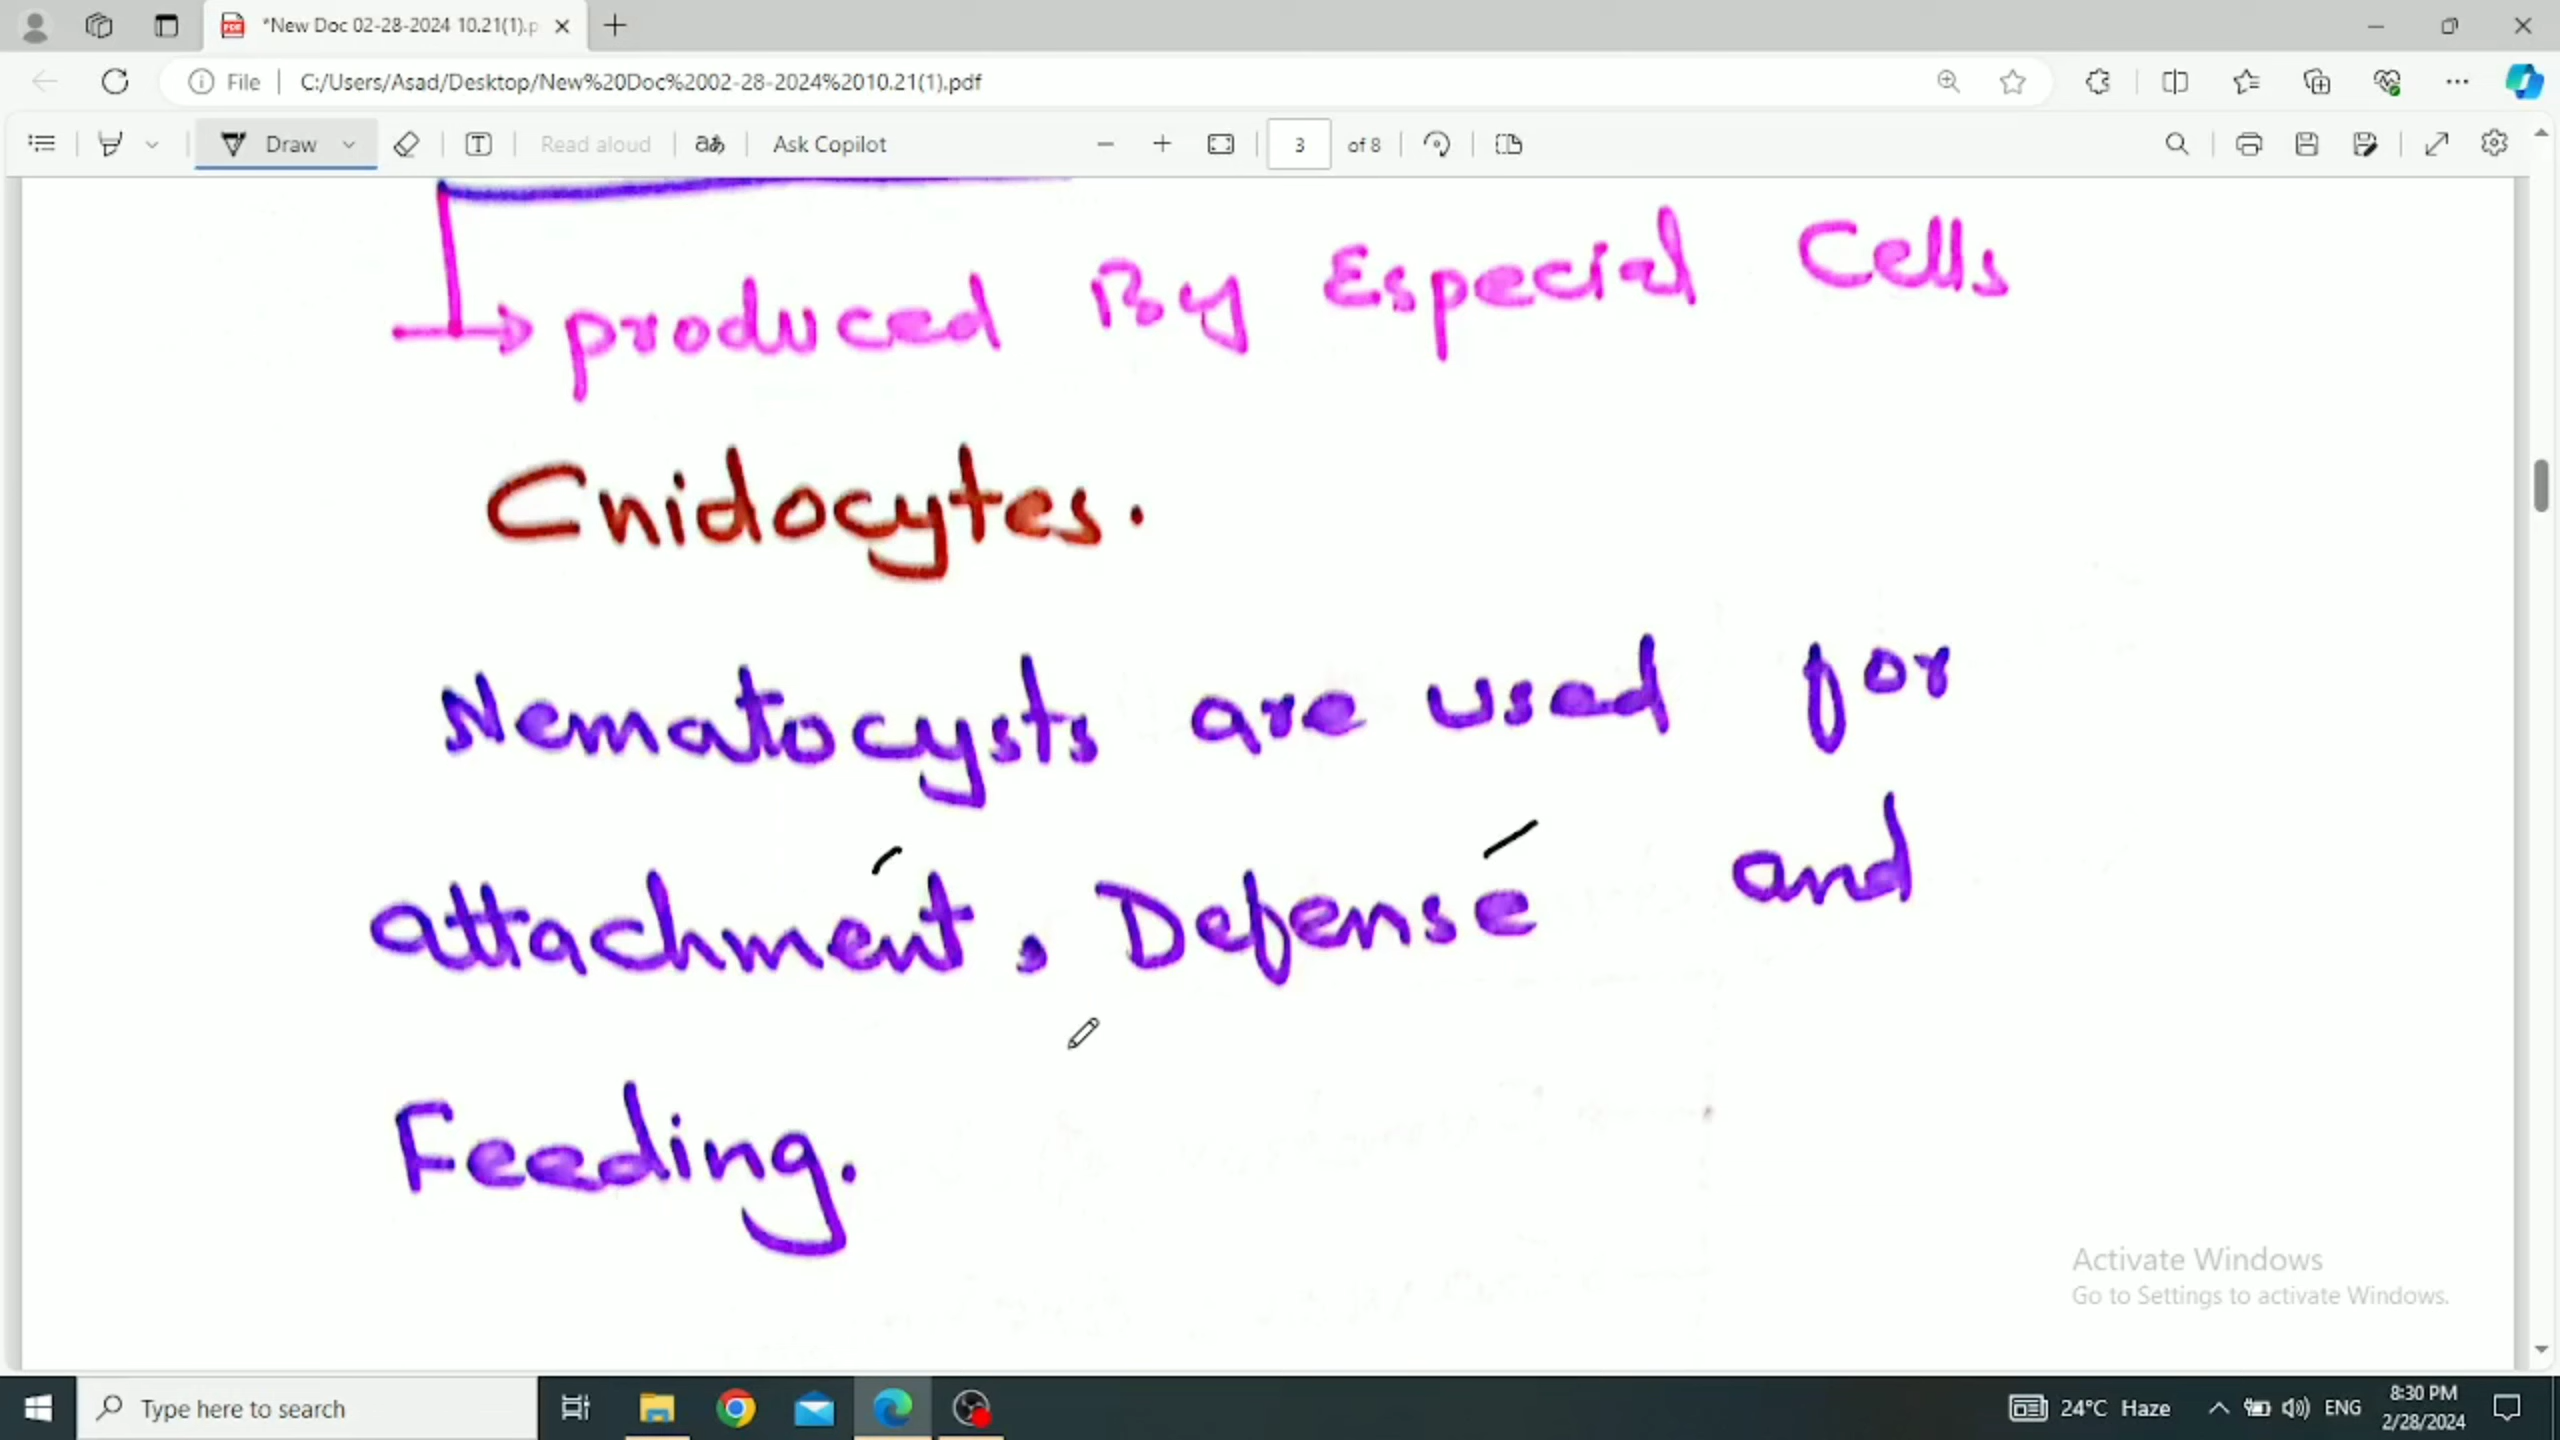 *New Doc 02-28-2024 10.21(1).p
File
C:/Users/Asad/Desktop/New%20Doc%2002-28-2024%2010.21(1).pdf
Draw
Read aloud
aあ
Ask Copilot
3 of 8
produced By Especial Cells
Cnidocytes.
Nematocysts are used for
attachment, Defense and
Feeding.
Activate Windows
Go to Settings to activate Windows.
Type here to search
24°C Haze
ENG
8:30 PM
2/28/2024